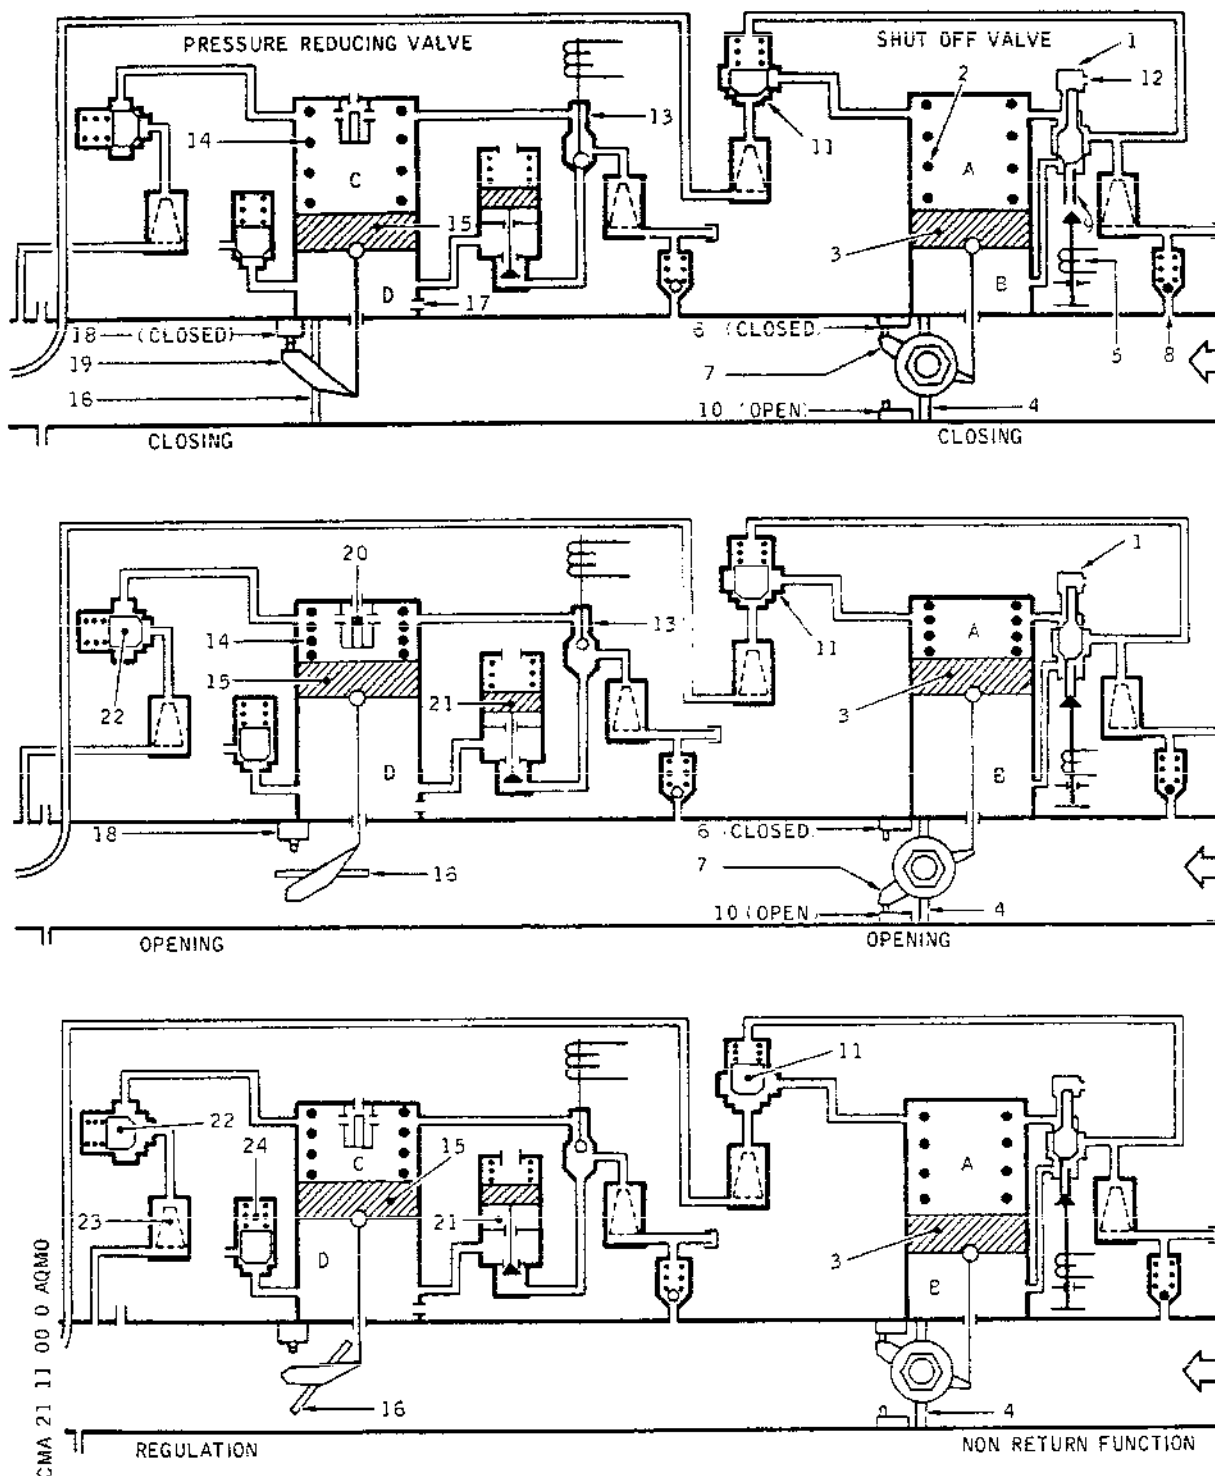 PRESSURE REDUCING VALVE
SHUT OFF VALVE
1
2
12
13
14
11
C
A
9
15
3
D
17
B
18 (CLOSED)
6 (CLOSED)
19
7
5
8
16
10 (OPEN)
4
CLOSING
CLOSING
20
1
14
13
11
A
15
22
21
3
D
B
18
6 (CLOSED)
16
7
10 (OPEN)
4
OPENING
OPENING
11
22
24
C
15
A
23
21
3
D
B
16
4
REGULATION
NON RETURN FUNCTION
CMA 21 11 00 0 AQMO